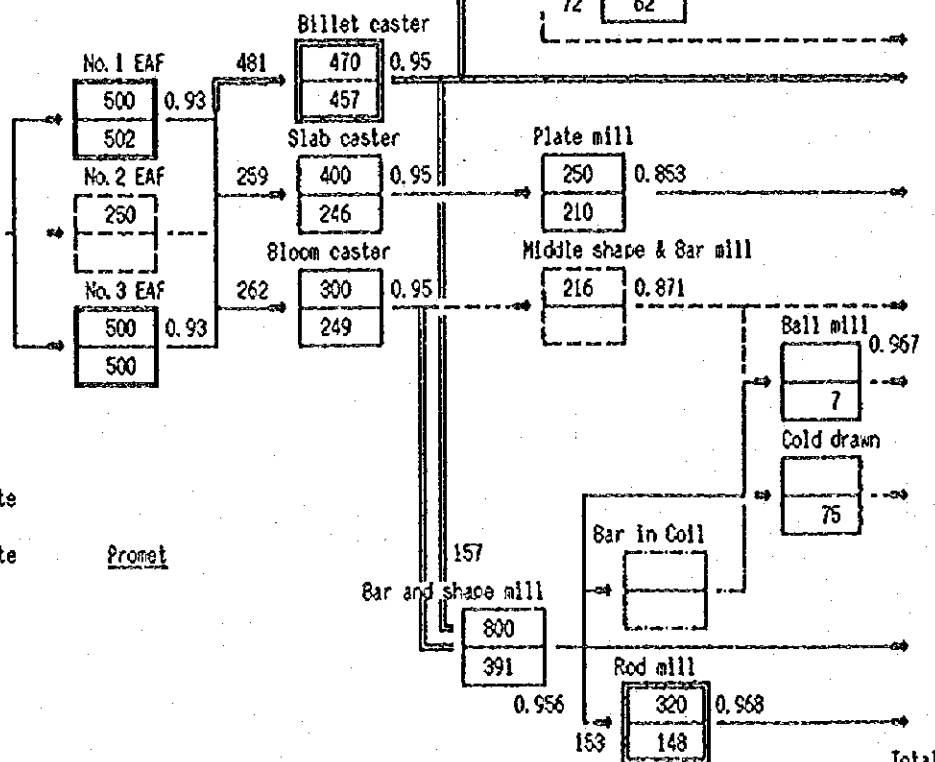 72 62
Billet caster
470 0.95
457
No. 1 EAF 481
500 0.93
502
Slab caster
259 400 0.95
246
Plate mill
250 0.853
210
No. 2 EAF
250
Bloom caster
262 300 0.95
249
Middle shape & Bar mill
216 0.871
No. 3 EAF
500 0.93
500
Ball mill
0.967
7
Cold drawn
75
te
te Promet
Bar in Coil
157
Bar and shape mill
800
391
0.956
Rod mill
320 0.968
153 148
Total